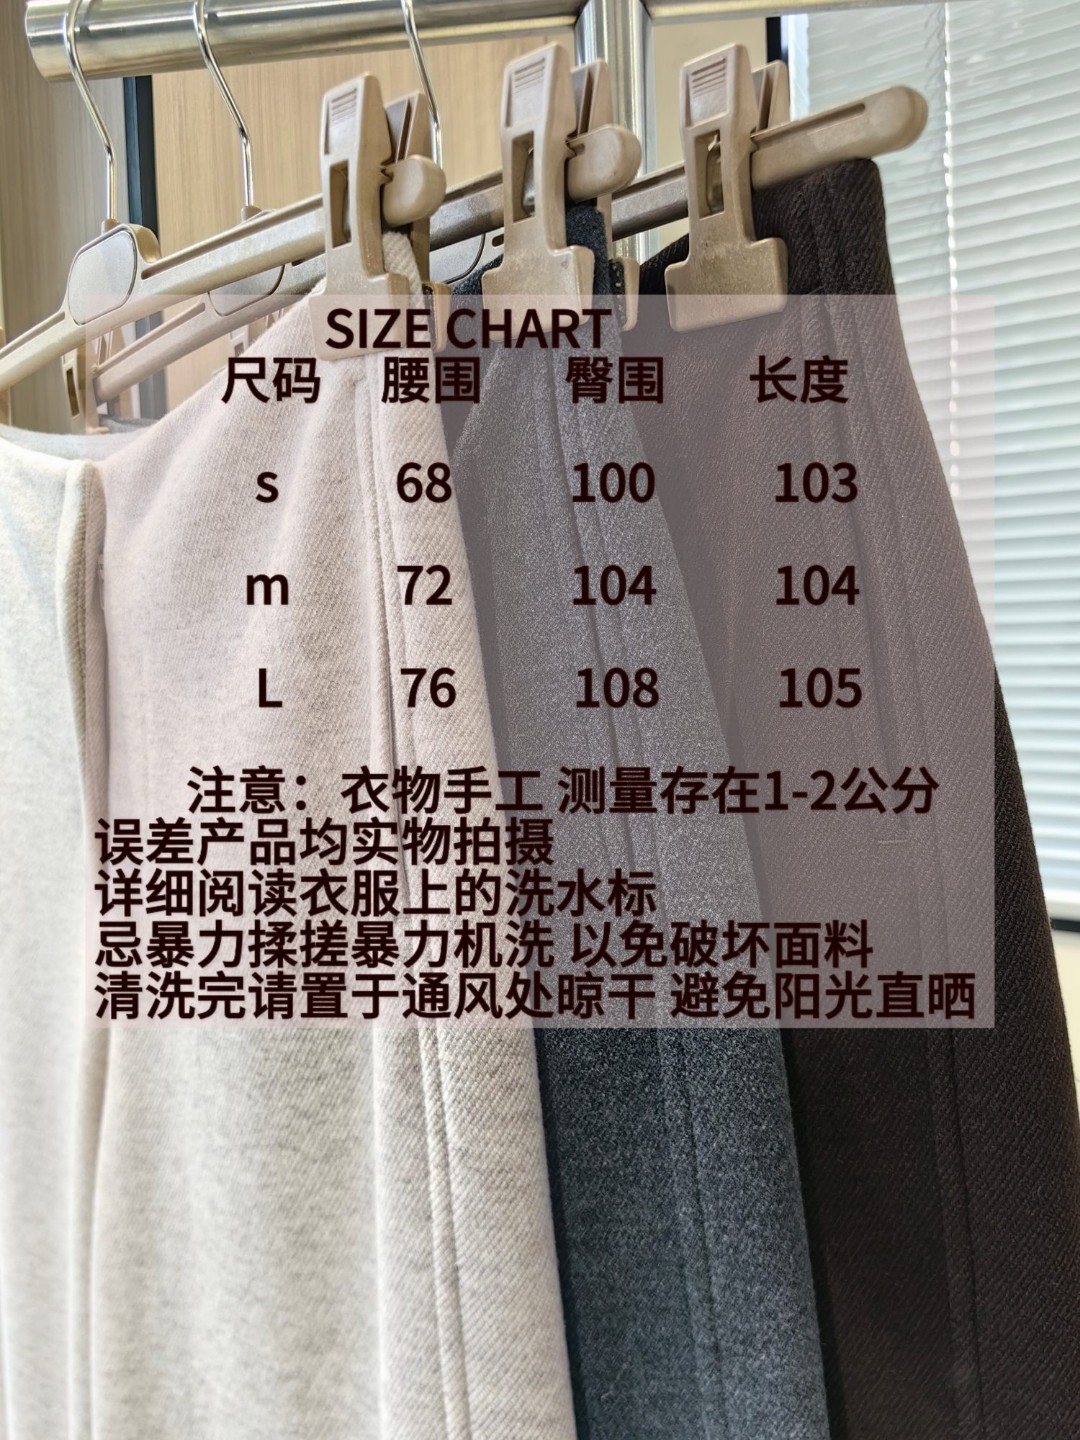 SIZE CHART
尺码 腰围 臀围 长度
s 68 100 103
m 72 104 104
L 76 108 105
注意：衣物手工 测量存在1-2公分
误差产品均实物拍摄
详细阅读衣服上的洗水标
忌暴力揉搓暴力机洗 以免破坏面料
清洗完请置于通风处晾干 避免阳光直晒